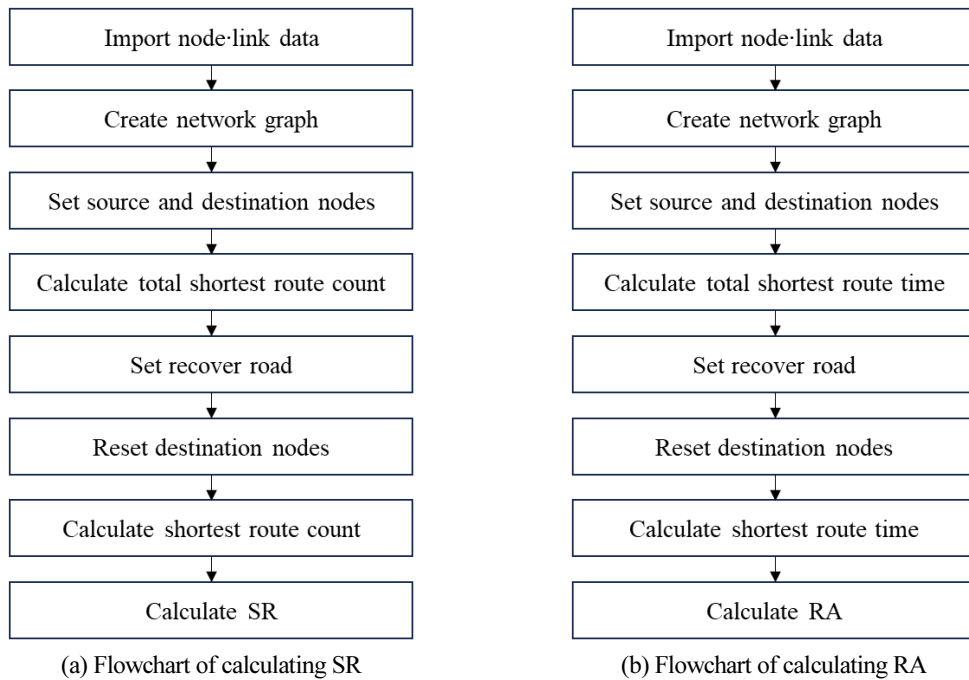 Import node·link data
Create network graph
Set source and destination nodes
Calculate total shortest route count
Set recover road
Reset destination nodes
Calculate shortest route count
Calculate SR
(a) Flowchart of calculating SR
Import node·link data
Create network graph
Set source and destination nodes
Calculate total shortest route time
Set recover road
Reset destination nodes
Calculate shortest route time
Calculate RA
(b) Flowchart of calculating RA